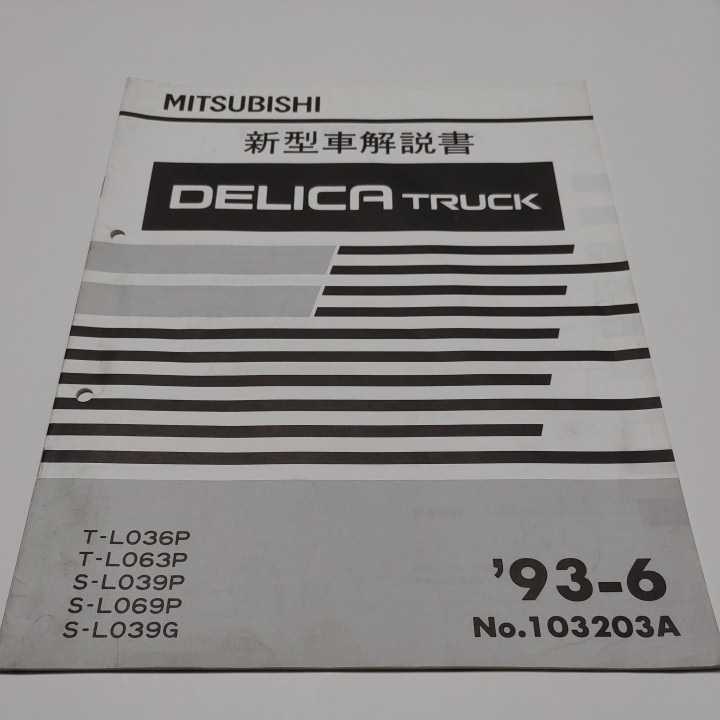 MITSUBISHI
新型車解説書
DELICA TRUCK
T-L036P
T-L063P
S-L039P
S-L069P
S-L039G
'93-6
No.103203A